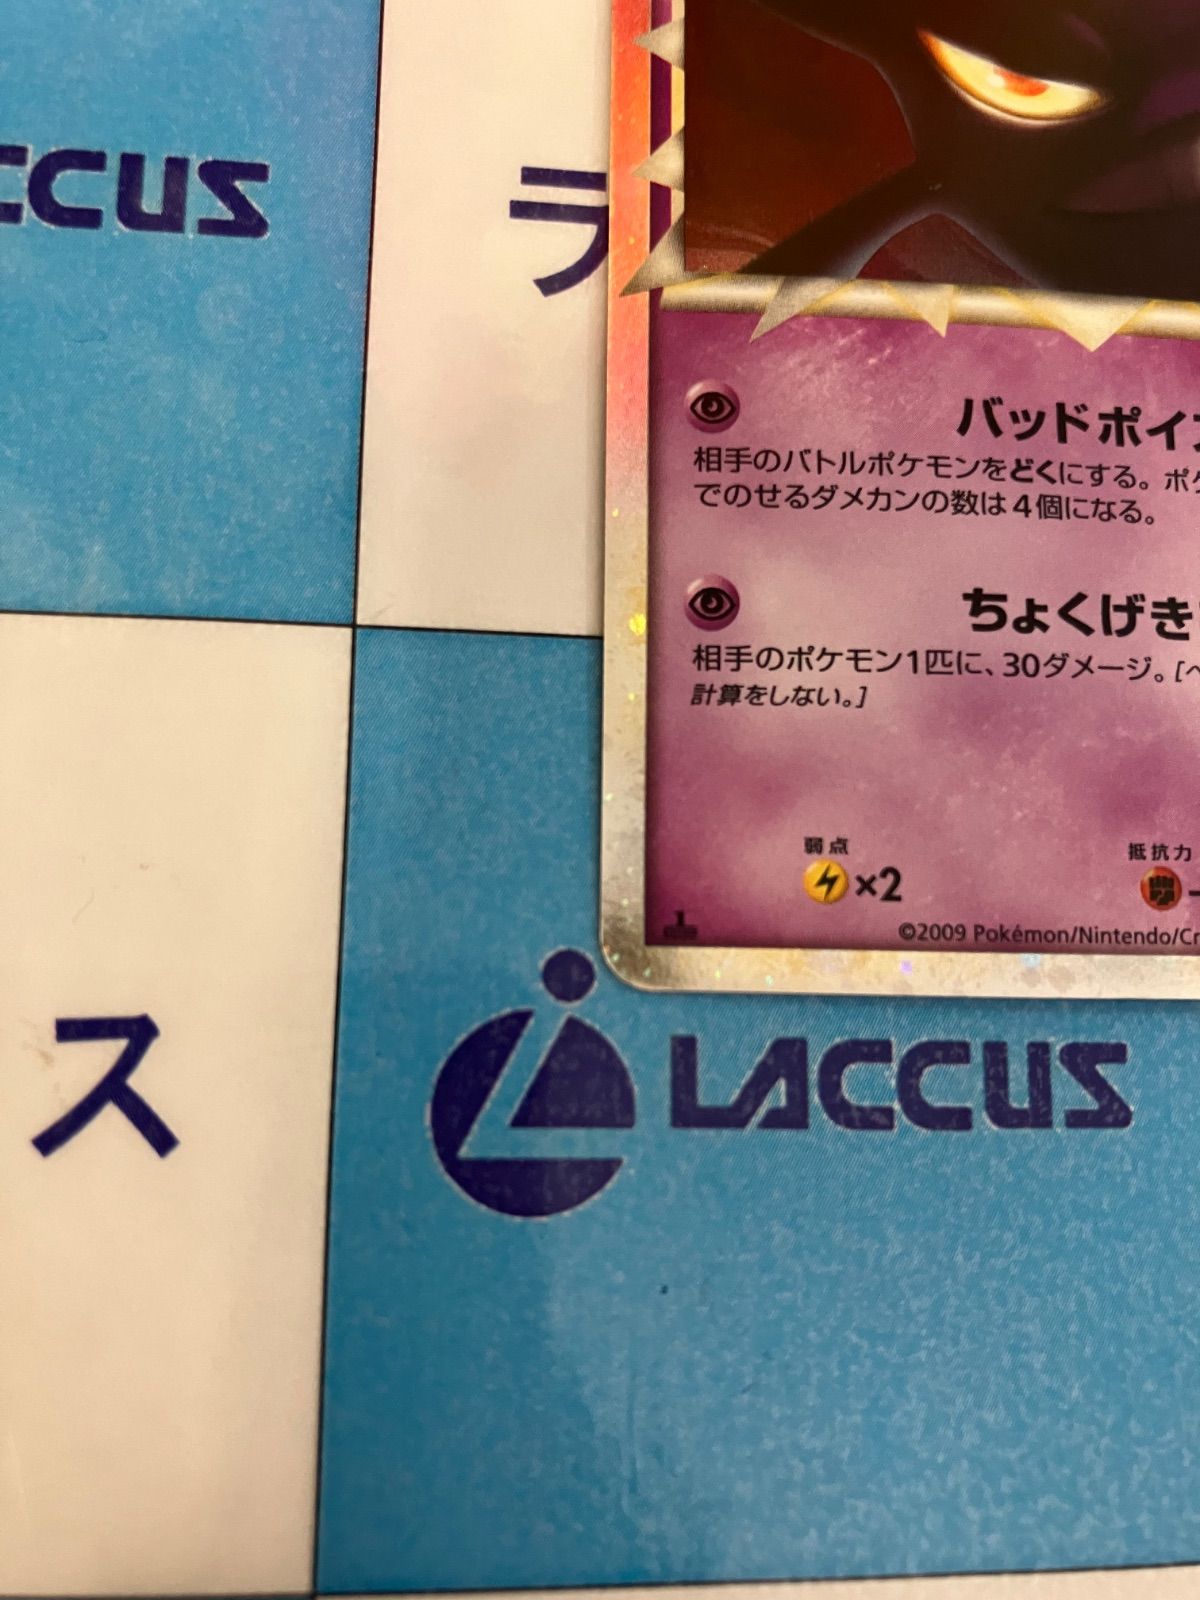 CCUS
ラ
バッドポイ
相手のバトルポケモンをどくにする。ポケ
でのせるダメカンの数は4個になる。
ちょくげき
相手のポケモン1匹に、30ダメージ。[ベ
計算をしない。]
弱点
×2
抵抗力
1
©2009 Pokémon/Nintendo/Cr
ス
LACCUS